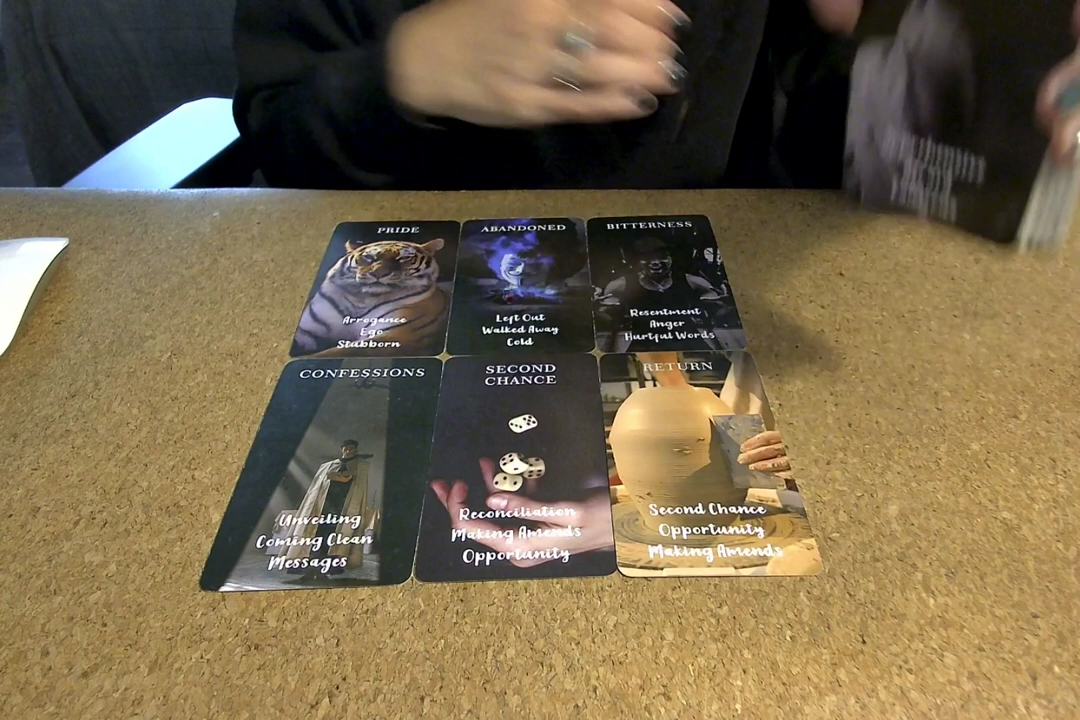 PRIDE
Arrogance
Ego
Stubborn
ABANDONED
Left Out
Walked Away
Cold
BITTERNESS
Resentment
Anger
Hurtful Words
CONFESSIONS
Unveiling
Coming Clean
Messages
SECOND
CHANCE
Reconciliation
Making Amends
Opportunity
RETURN
Second Chance
Opportunity
Making Amends